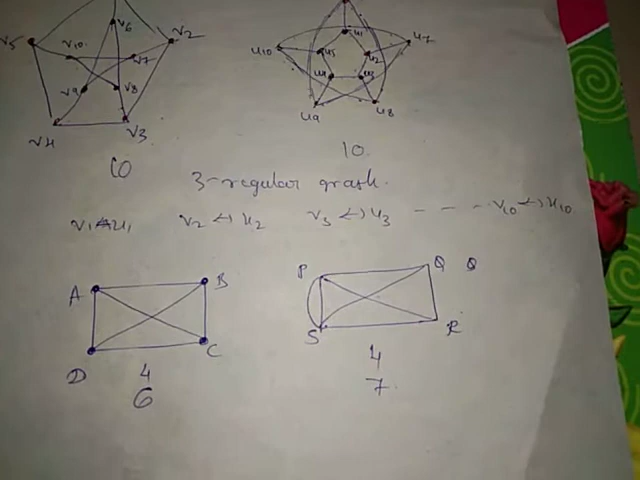 v6
v5 v10 v7 v2
v9 v8
v4 v3
10
u1
u10 u5 u2 u7
u4 u3
u9 u8
10
3-regular graph.
v1↔u1 v2 ↔ u2 v3 ↔ u3 - - - - v10 ↔ u10
A B
D C
4
6
P Q Q
S R
4
7